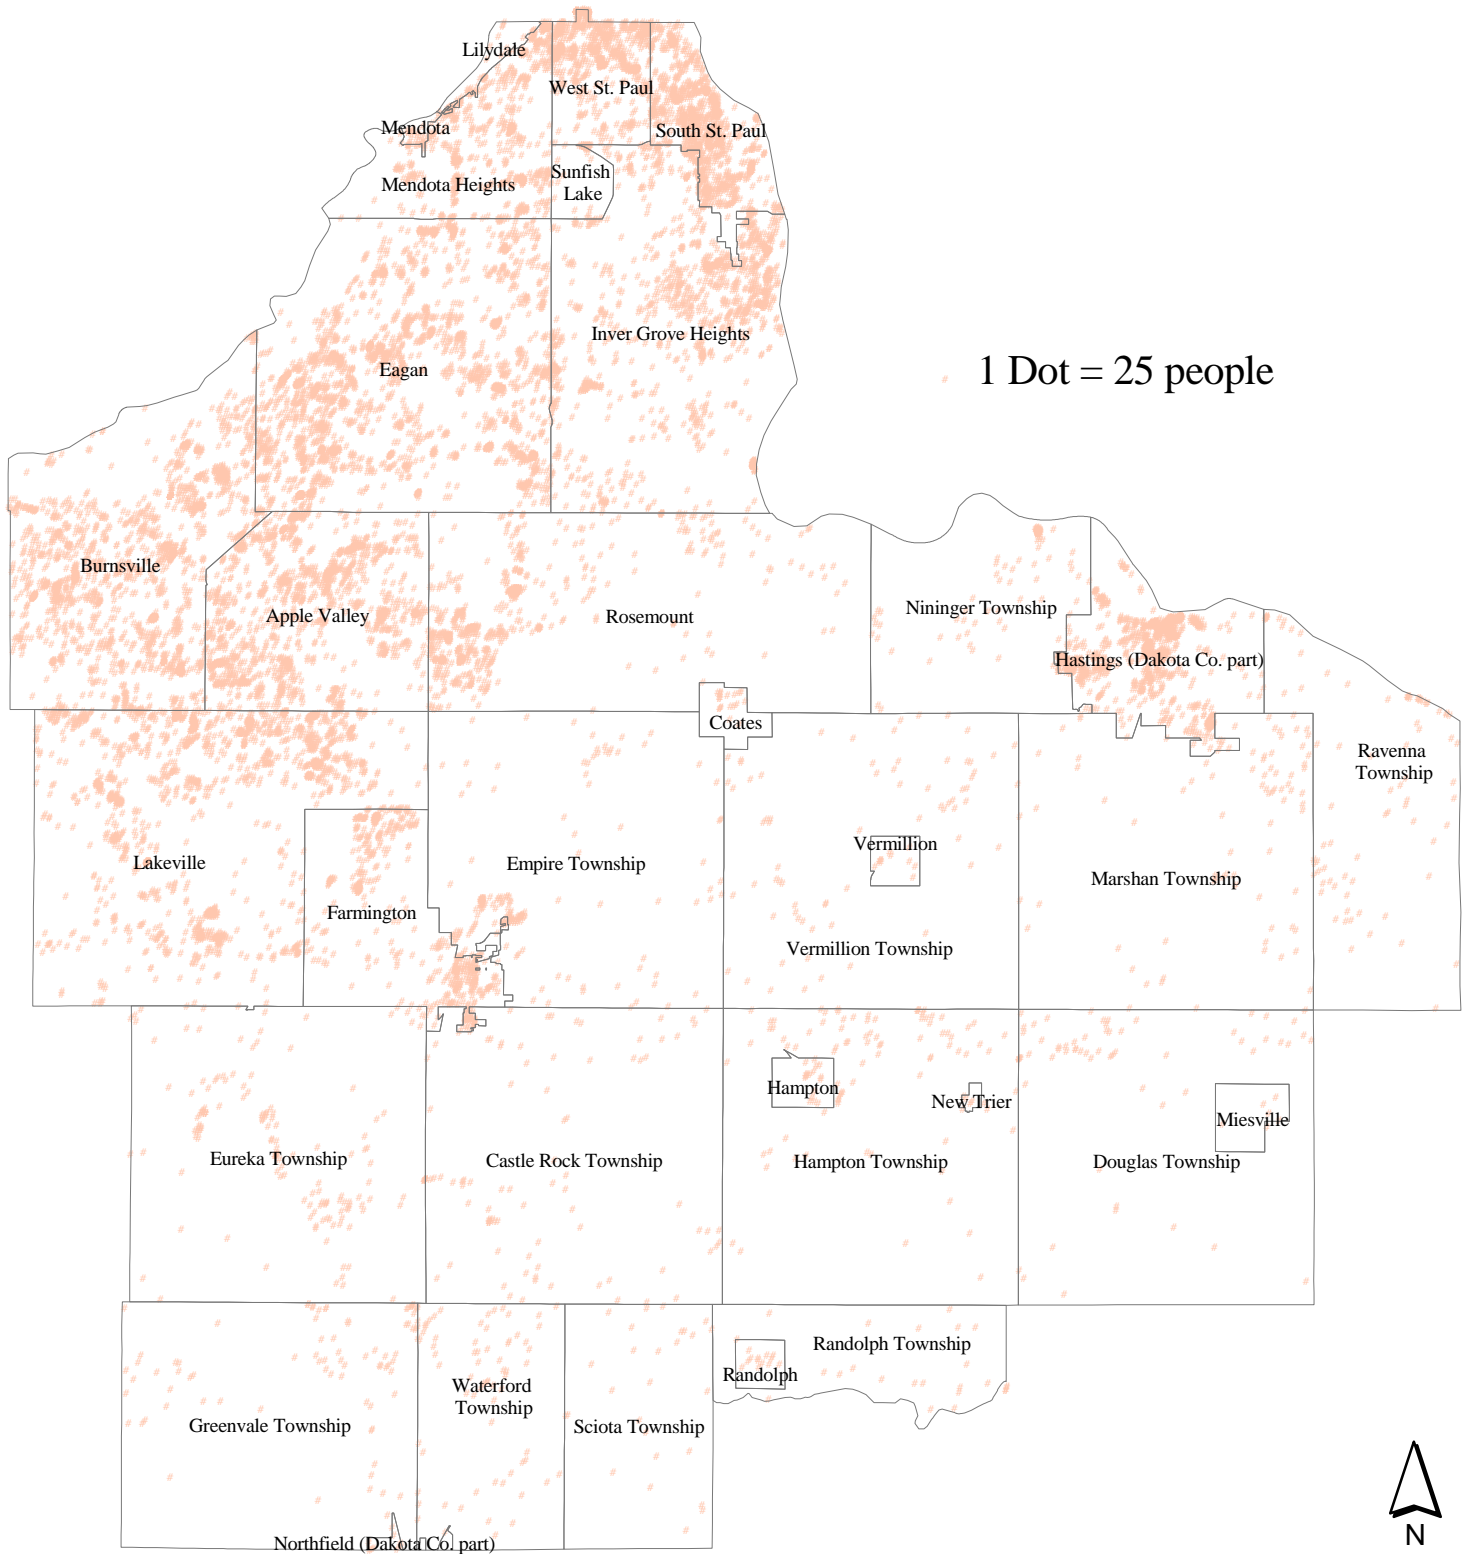 Lilydale
West St. Paul
Mendota
South St. Paul
Sunfish
Lake
Mendota Heights
Inver Grove Heights
Eagan
1 Dot = 25 people
Burnsville
Apple Valley
Rosemount
Nininger Township
Hastings (Dakota Co. part)
Coates
Ravenna
Township
Lakeville
Empire Township
Vermillion
Marshan Township
Farmington
Vermillion Township
Hampton
New Trier
Miesville
Eureka Township
Castle Rock Township
Hampton Township
Douglas Township
Randolph Township
Randolph
Waterford
Township
Greenvale Township
Sciota Township
Northfield (Dakota Co. part)
N